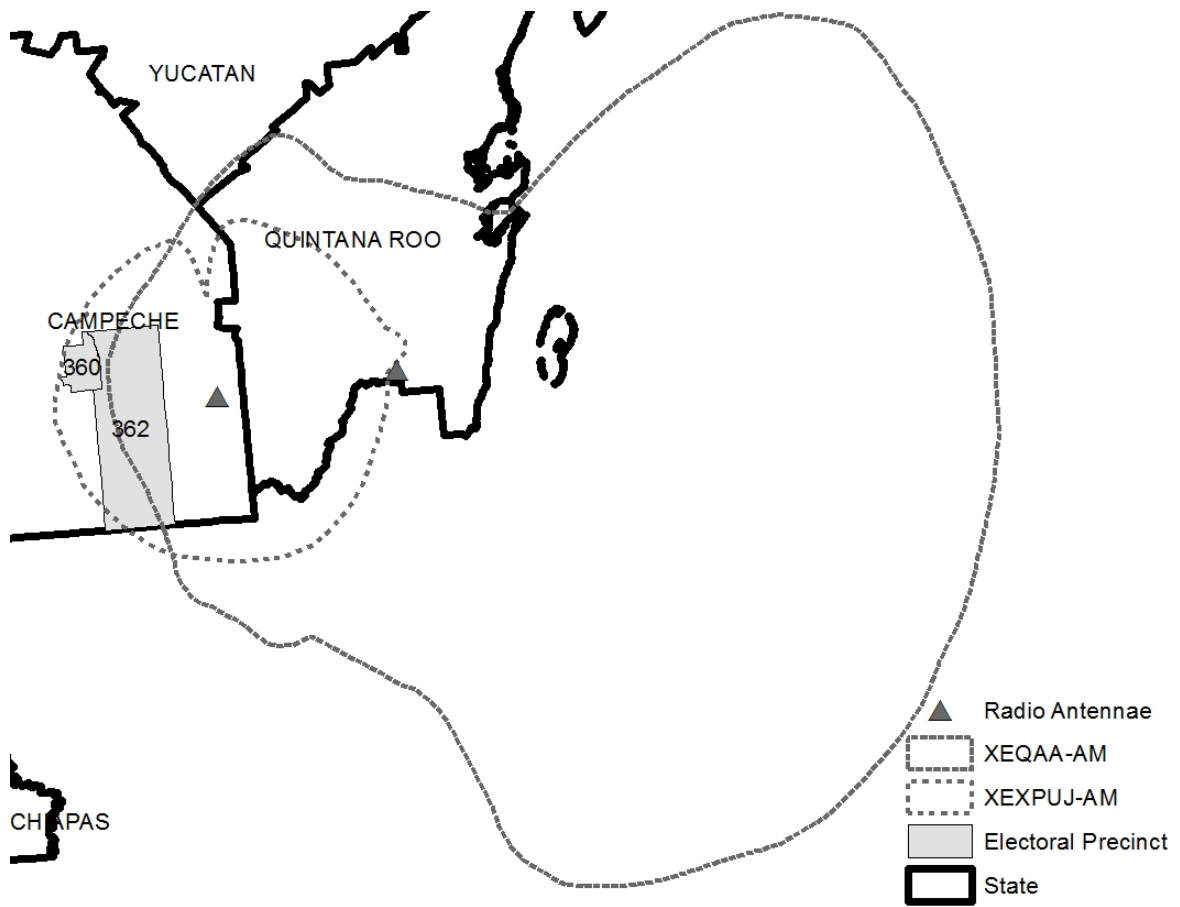 YUCATAN
QUINTANA ROO
CAMPECHE
360
362
Radio Antennae
XEQAA-AM
XEXPUJ-AM
CHIAPAS
Electoral Precinct
State